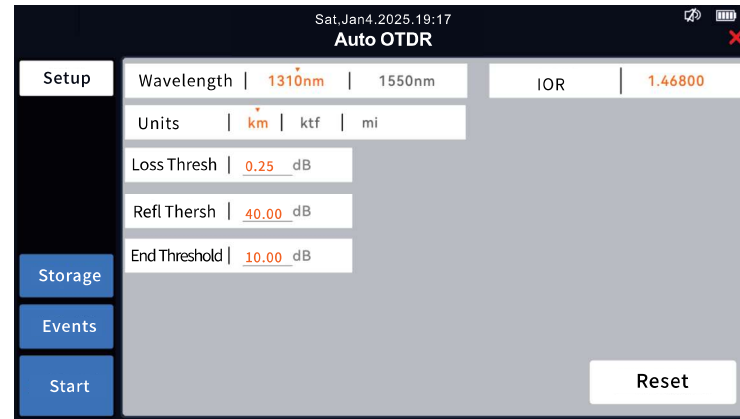 Sat,Jan4.2025.19:17
Auto OTDR
Setup
Wavelength | 1310nm | 1550nm
IOR | 1.46800
Units | km | ktf | mi
Loss Thresh | 0.25 dB
Refl Thersh | 40.00 dB
End Threshold | 10.00 dB
Storage
Events
Start
Reset